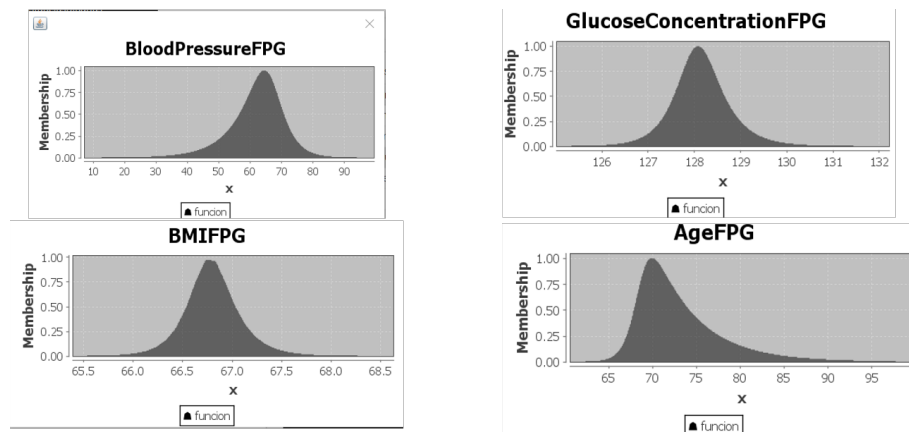 BloodPressureFPG
Membership
1.00
0.75
0.50
0.25
0.00
10 20 30 40 50 60 70 80 90
x
funcion
GlucoseConcentrationFPG
Membership
1.00
0.75
0.50
0.25
0.00
126 127 128 129 130 131 132
x
funcion
BMIFPG
Membership
1.00
0.75
0.50
0.25
0.00
65.5 66.0 66.5 67.0 67.5 68.0 68.5
x
funcion
AgeFPG
Membership
1.00
0.75
0.50
0.25
0.00
65 70 75 80 85 90 95
x
funcion